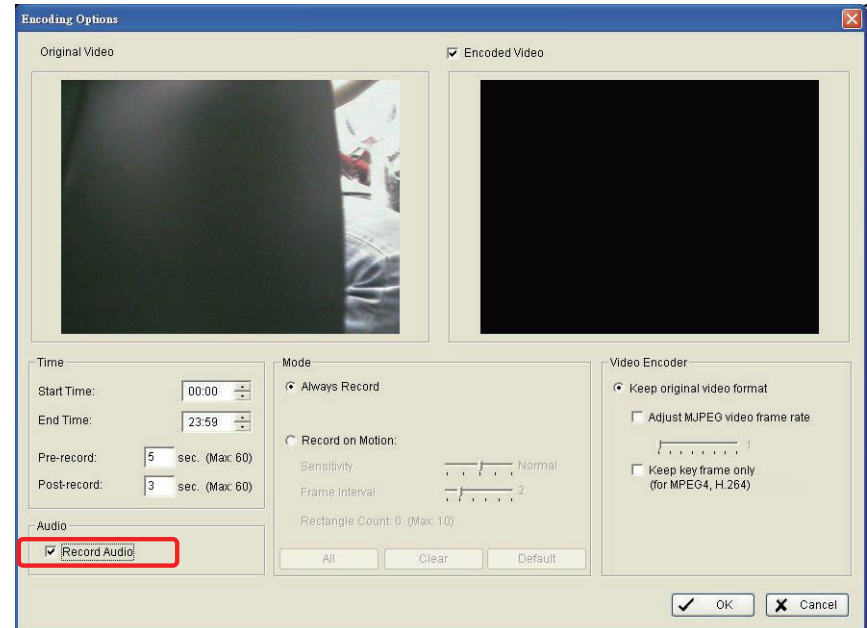 Encoding Options
Original Video
Encoded Video
Time
Start Time: 00:00
End Time: 23:59
Pre-record: 5 sec. (Max: 60)
Post-record: 3 sec. (Max: 60)
Audio
Record Audio
Mode
Always Record
Record on Motion:
Sensitivity Normal
Frame Interval 2
Rectangle Count: 0 (Max: 10)
All Clear Default
Video Encoder
Keep original video format
Adjust MJPEG video frame rate
1
Keep key frame only
(for MPEG4, H.264)
OK Cancel